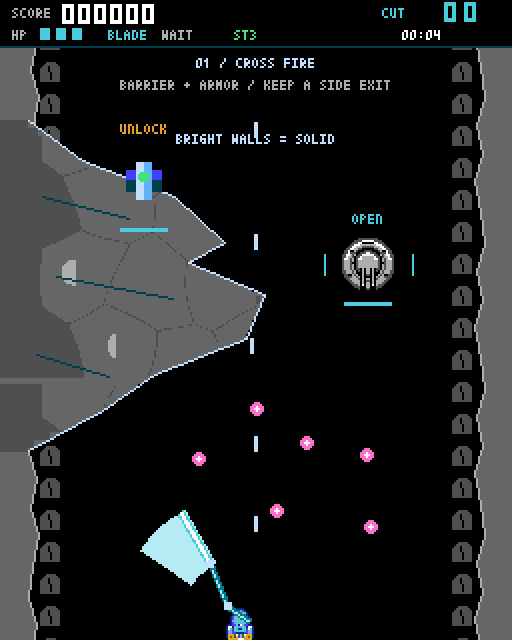 SCORE 000000 CUT 00
HP BLADE WAIT ST3 00:04
01 / CROSS FIRE
BARRIER + ARMOR / KEEP A SIDE EXIT
UNLOCK
BRIGHT WALLS = SOLID
OPEN